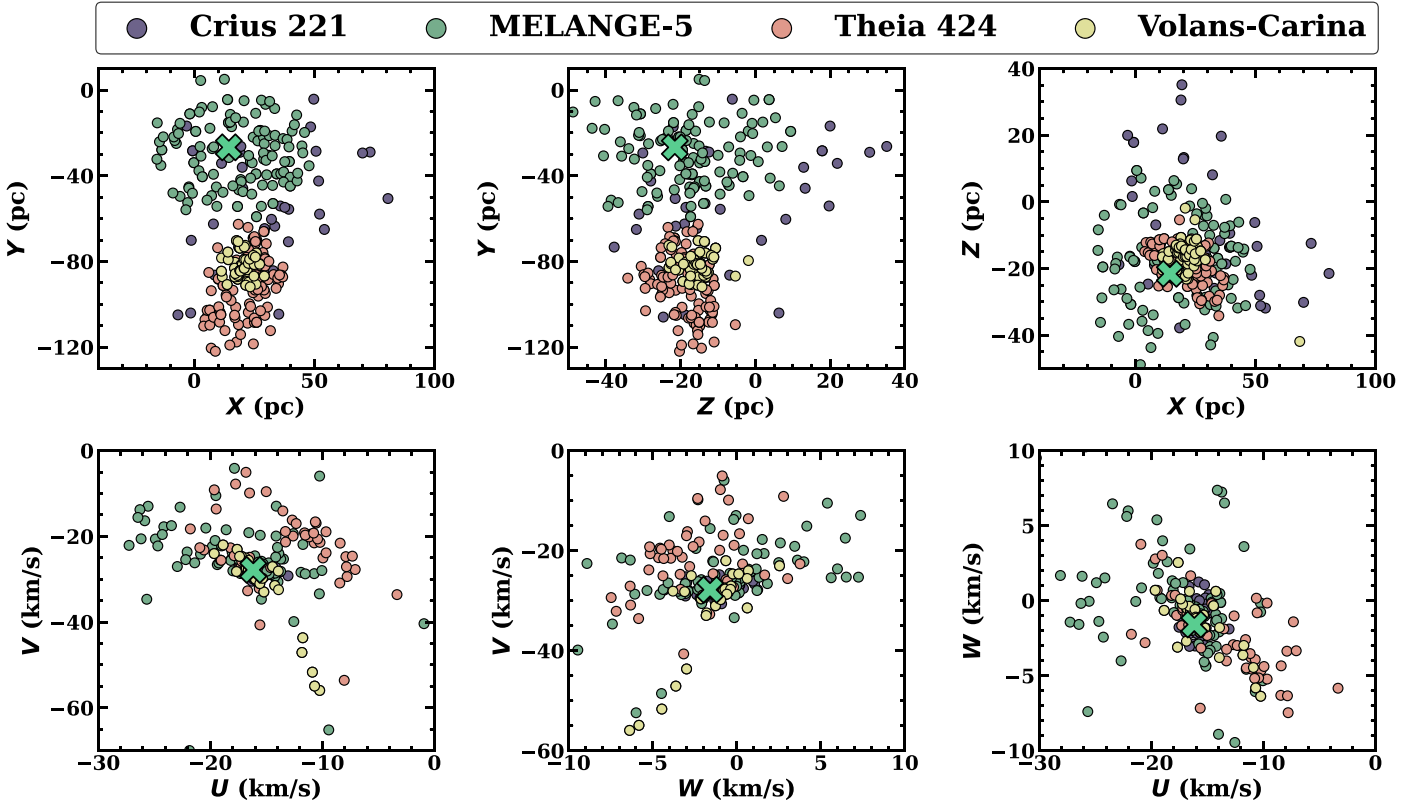 Crius 221 MELANGE-5 Theia 424 Volans-Carina
0
−40
−80
−120
Y (pc)
0 50 100
X (pc)
0
−40
−80
−120
Y (pc)
−40 −20 0 20 40
Z (pc)
40
20
0
−20
−40
Z (pc)
0 50 100
X (pc)
0
−20
−40
−60
V (km/s)
−30 −20 −10 0
U (km/s)
0
−20
−40
−60
V (km/s)
−10 −5 0 5 10
W (km/s)
10
5
0
−5
−10
W (km/s)
−30 −20 −10 0
U (km/s)